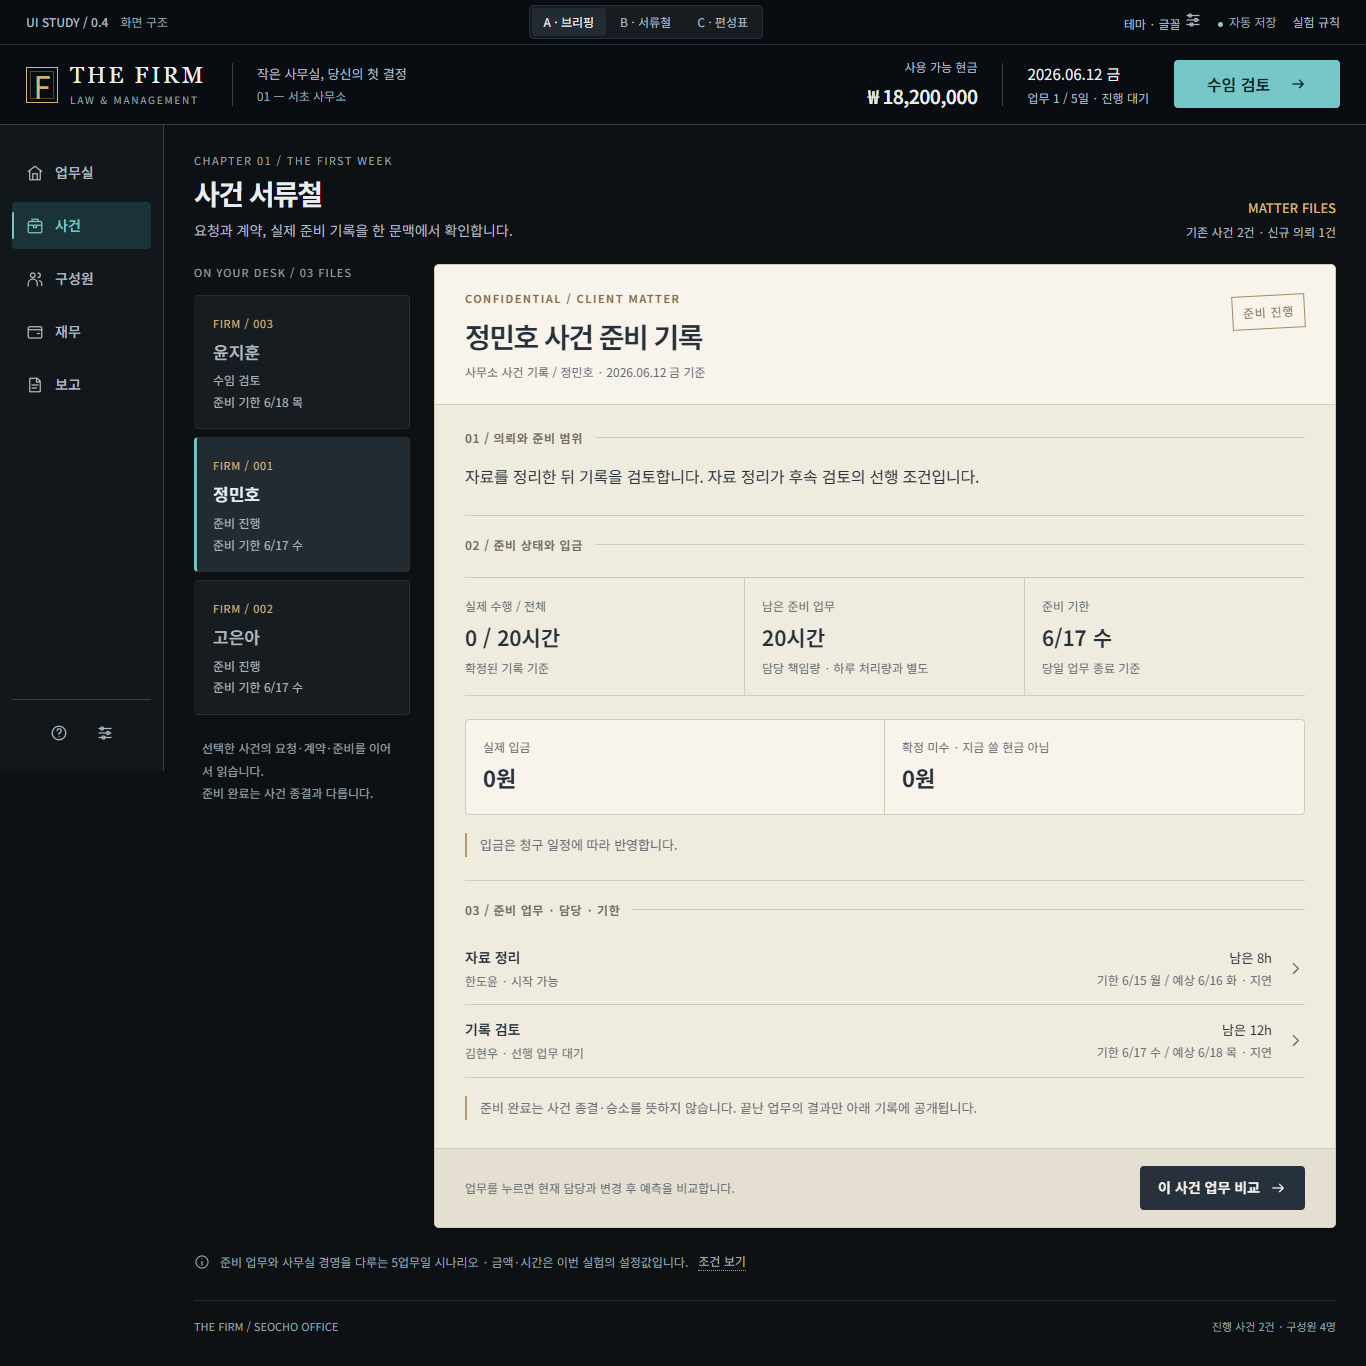 UI STUDY / 0.4 화면 구조
A · 브리핑 B · 서류철 C · 편성표
테마 · 글꼴 자동 저장 실험 규칙
F
THE FIRM
LAW & MANAGEMENT
작은 사무실, 당신의 첫 결정
01 — 서초 사무소
사용 가능 현금
₩18,200,000
2026.06.12 금
업무 1 / 5일 · 진행 대기
수임 검토 →
업무실
사건
구성원
재무
보고
CHAPTER 01 / THE FIRST WEEK
사건 서류철
요청과 계약, 실제 준비 기록을 한 문맥에서 확인합니다.
MATTER FILES
기존 사건 2건 · 신규 의뢰 1건
ON YOUR DESK / 03 FILES
FIRM / 003
윤지훈
수임 검토
준비 기한 6/18 목
FIRM / 001
정민호
준비 진행
준비 기한 6/17 수
FIRM / 002
고은아
준비 진행
준비 기한 6/17 수
선택한 사건의 요청·계약·준비를 이어
서 읽습니다.
준비 완료는 사건 종결과 다릅니다.
CONFIDENTIAL / CLIENT MATTER
정민호 사건 준비 기록
사무소 사건 기록 / 정민호 · 2026.06.12 금 기준
준비 진행
01 / 의뢰와 준비 범위
자료를 정리한 뒤 기록을 검토합니다. 자료 정리가 후속 검토의 선행 조건입니다.
02 / 준비 상태와 입금
실제 수행 / 전체
0 / 20시간
확정된 기록 기준
남은 준비 업무
20시간
담당 책임량 · 하루 처리량과 별도
준비 기한
6/17 수
당일 업무 종료 기준
실제 입금
0원
확정 미수 · 지금 쓸 현금 아님
0원
입금은 청구 일정에 따라 반영합니다.
03 / 준비 업무 · 담당 · 기한
자료 정리
한도윤 · 시작 가능
남은 8h
기한 6/15 월 / 예상 6/16 화 · 지연
기록 검토
김현우 · 선행 업무 대기
남은 12h
기한 6/17 수 / 예상 6/18 목 · 지연
준비 완료는 사건 종결·승소를 뜻하지 않습니다. 끝난 업무의 결과만 아래 기록에 공개됩니다.
업무를 누르면 현재 담당과 변경 후 예측을 비교합니다.
이 사건 업무 비교 →
준비 업무와 사무실 경영을 다루는 5업무일 시나리오 · 금액·시간은 이번 실험의 설정값입니다. 조건 보기
THE FIRM / SEOCHO OFFICE
진행 사건 2건 · 구성원 4명